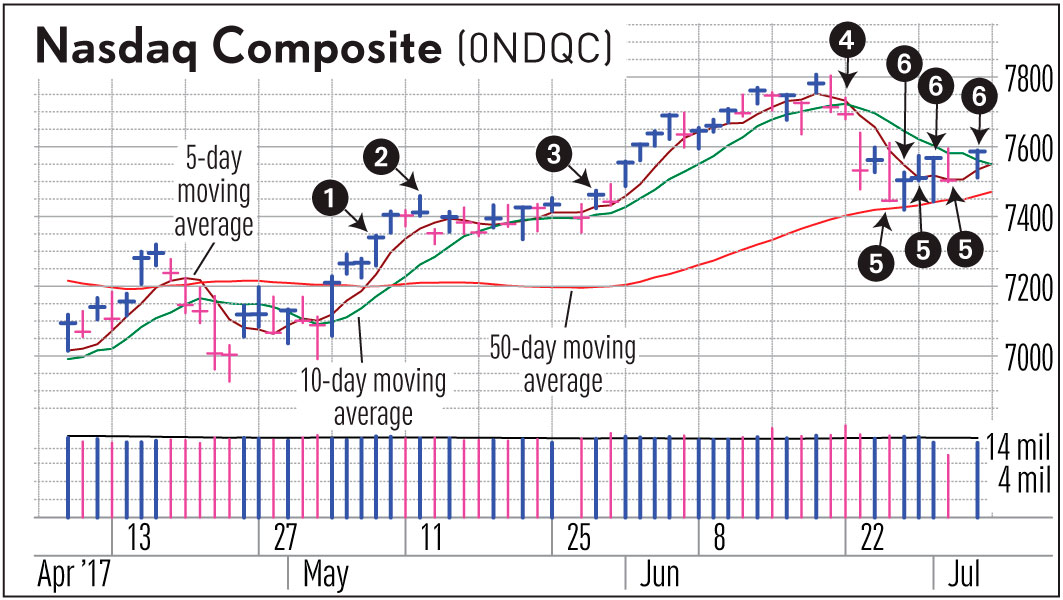 Nasdaq Composite (0NDQC)
4
6
6
6
7800
7600
7400
7200
7000
5-day
moving
average
2
1
3
5
5
5
50-day moving
average
10-day moving
average
14 mil
4 mil
13
27
11
25
8
22
Apr ’17
May
Jun
Jul